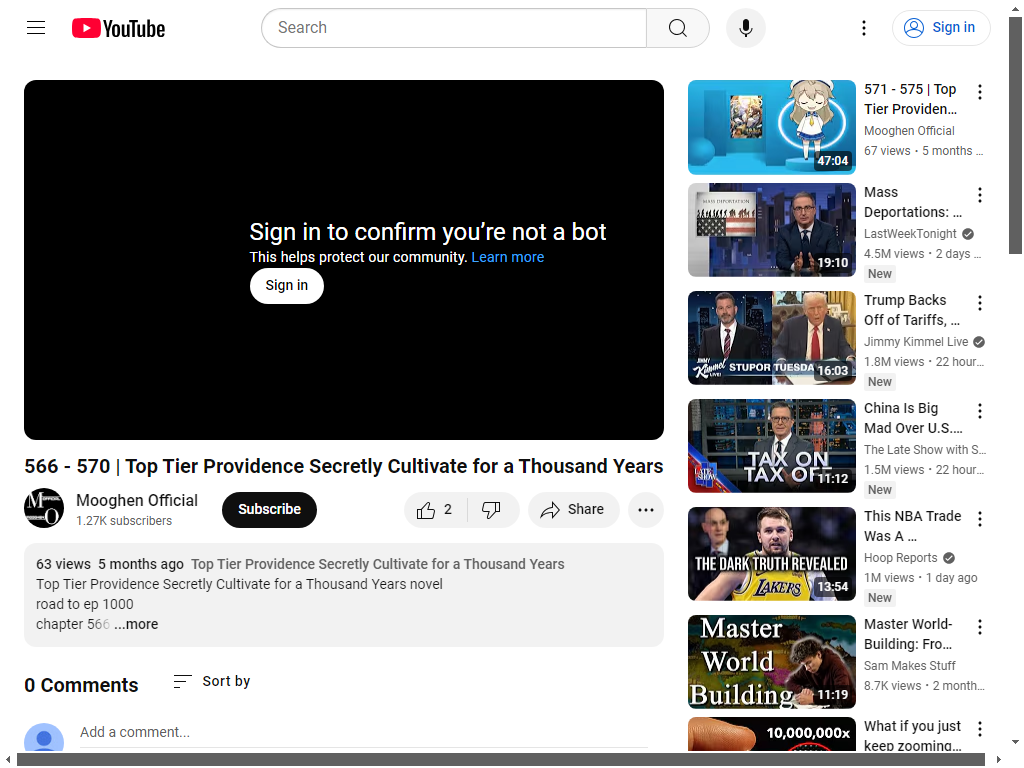 YouTube
Search
Sign in
Sign in to confirm you're not a bot
This helps protect our community. Learn more
Sign in
566 - 570 | Top Tier Providence Secretly Cultivate for a Thousand Years
Mooghen Official
1.27K subscribers
Subscribe
2
Share
63 views 5 months ago Top Tier Providence Secretly Cultivate for a Thousand Years
Top Tier Providence Secretly Cultivate for a Thousand Years novel
road to ep 1000
chapter 566 ...more
0 Comments
Sort by
Add a comment...
47:04
571 - 575 | Top
Tier Providen...
Mooghen Official
67 views • 5 months ...
MASS DEPORTATION
19:10
Mass
Deportations: ...
LastWeekTonight
4.5M views • 2 days ...
New
JIMMY KIMMEL LIVE!
STUPOR TUESDA
16:03
Trump Backs
Off of Tariffs, ...
Jimmy Kimmel Live
1.8M views • 22 hour...
New
LATE SHOW
TAX ON
TAX OFF
11:12
China Is Big
Mad Over U.S....
The Late Show with S...
1.5M views • 22 hour...
New
THE DARK TRUTH REVEALED
LAKERS
13:54
This NBA Trade
Was A ...
Hoop Reports
1M views • 1 day ago
New
Master
World
Building
11:19
Master World-
Building: Fro...
Sam Makes Stuff
8.7K views • 2 month...
10,000,000x
What if you just
keep zooming...